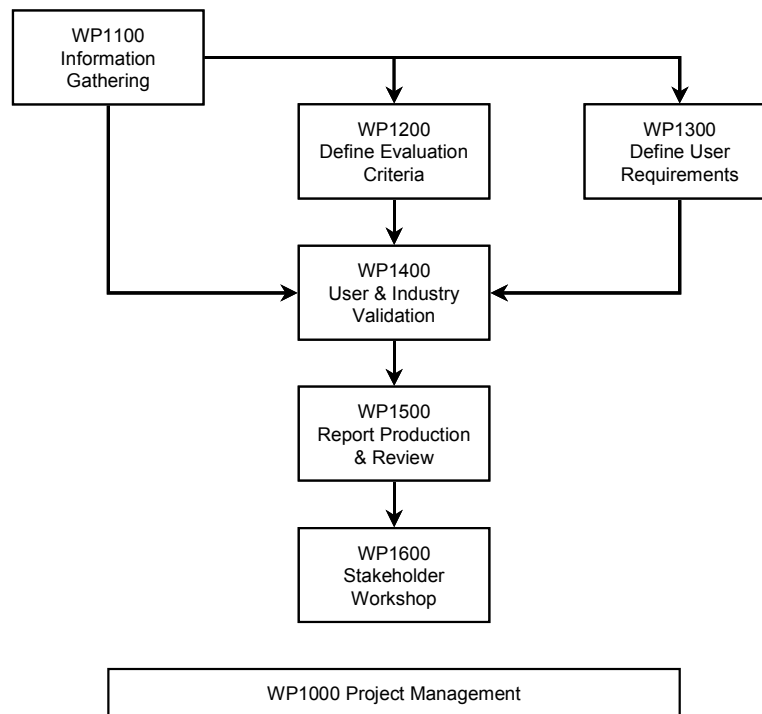 WP1100
Information
Gathering
WP1200
Define Evaluation
Criteria
WP1300
Define User
Requirements
WP1400
User & Industry
Validation
WP1500
Report Production
& Review
WP1600
Stakeholder
Workshop
WP1000 Project Management